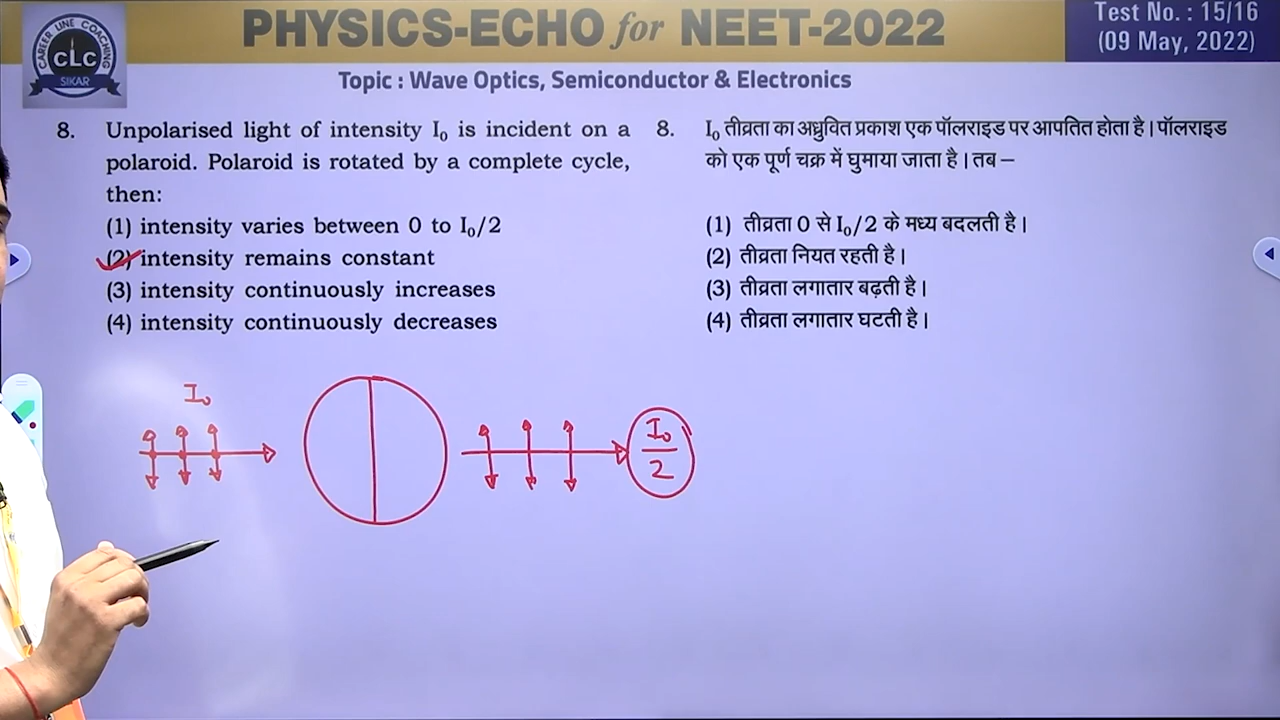 CAREER LINE COACHING
CLC
SIKAR
PHYSICS-ECHO for NEET-2022
Test No. : 15/16
(09 May, 2022)
Topic : Wave Optics, Semiconductor & Electronics
8. Unpolarised light of intensity I₀ is incident on a
polaroid. Polaroid is rotated by a complete cycle,
then:
(1) intensity varies between 0 to I₀/2
(2) intensity remains constant
(3) intensity continuously increases
(4) intensity continuously decreases
8. I₀ तीव्रता का अध्रुवित प्रकाश एक पॉलराइड पर आपतित होता है। पॉलराइड
को एक पूर्ण चक्र में घुमाया जाता है। तब –
(1) तीव्रता 0 से I₀/2 के मध्य बदलती है।
(2) तीव्रता नियत रहती है।
(3) तीव्रता लगातार बढ़ती है।
(4) तीव्रता लगातार घटती है।
I₀
I₀
2